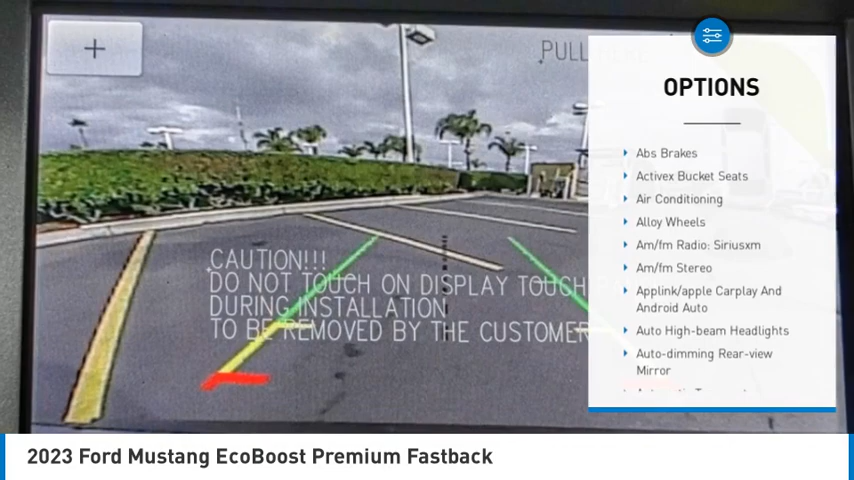 +
PULL HERE
OPTIONS
Abs Brakes
Activex Bucket Seats
Air Conditioning
Alloy Wheels
Am/fm Radio: Siriusxm
Am/fm Stereo
Applink/apple Carplay And
Android Auto
Auto High-beam Headlights
Auto-dimming Rear-view
Mirror
CAUTION!!!
DO NOT TOUCH ON DISPLAY TOUCH
DURING INSTALLATION
TO BE REMOVED BY THE CUSTOMER
2023 Ford Mustang EcoBoost Premium Fastback